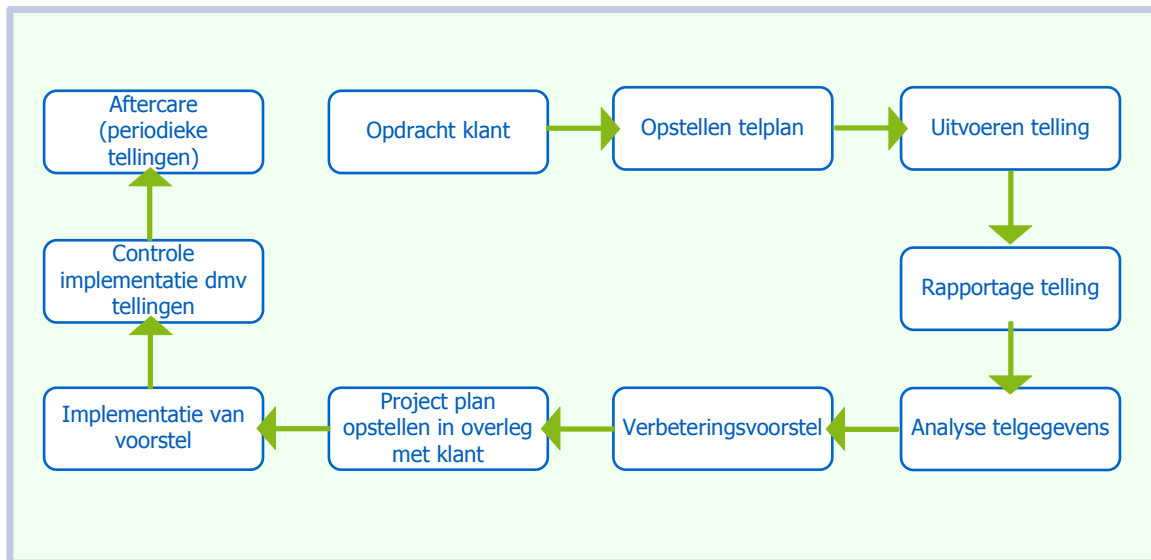 Aftercare
(periodieke
tellingen)
Opdracht klant
Opstellen telplan
Uitvoeren telling
Controle
implementatie dmv
tellingen
Rapportage telling
Implementatie van
voorstel
Project plan
opstellen in overleg
met klant
Verbeteringsvoorstel
Analyse telgegevens